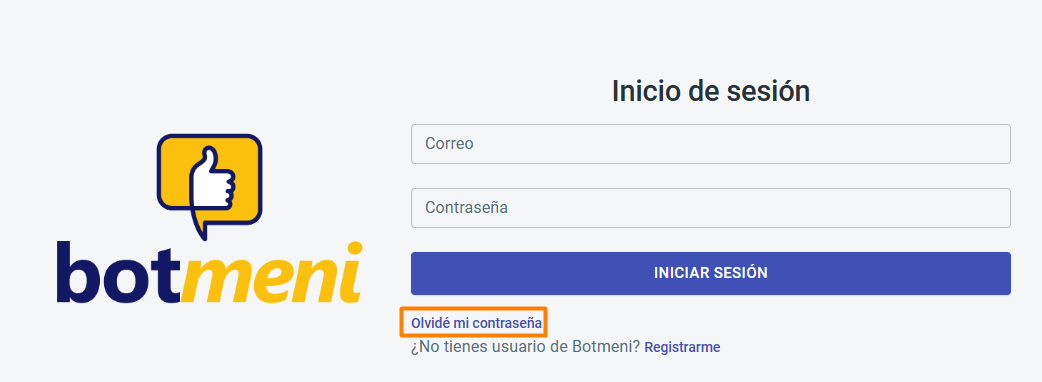 Inicio de sesión
Correo
Contraseña
INICIAR SESIÓN
botmeni
Olvidé mi contraseña
¿No tienes usuario de Botmeni? Registrarme